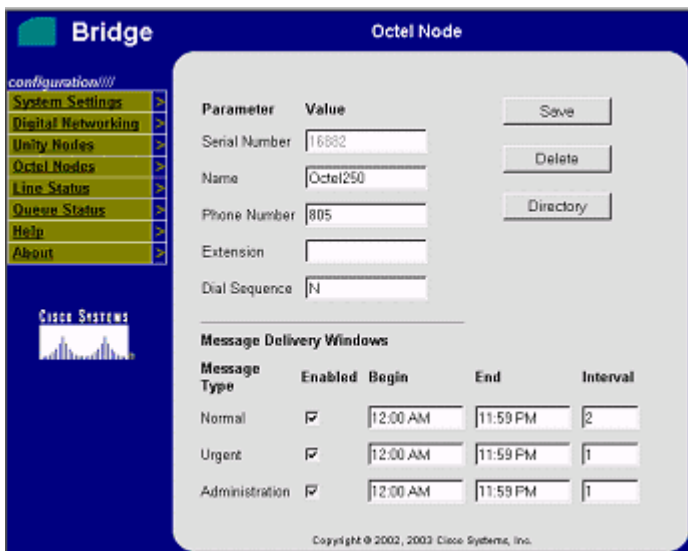 Bridge
Octel Node
configuration////
System Settings >
Digital Networking >
Unity Nodes >
Octel Nodes >
Line Status >
Queue Status >
Help >
About >
CISCO SYSTEMS
Parameter Value
Serial Number 16882
Name Octel250
Phone Number 805
Extension
Dial Sequence N
Save
Delete
Directory
Message Delivery Windows
Message Type Enabled Begin End Interval
Normal 12:00 AM 11:59 PM 2
Urgent 12:00 AM 11:59 PM 1
Administration 12:00 AM 11:59 PM 1
Copyright © 2002, 2003 Cisco Systems, Inc.